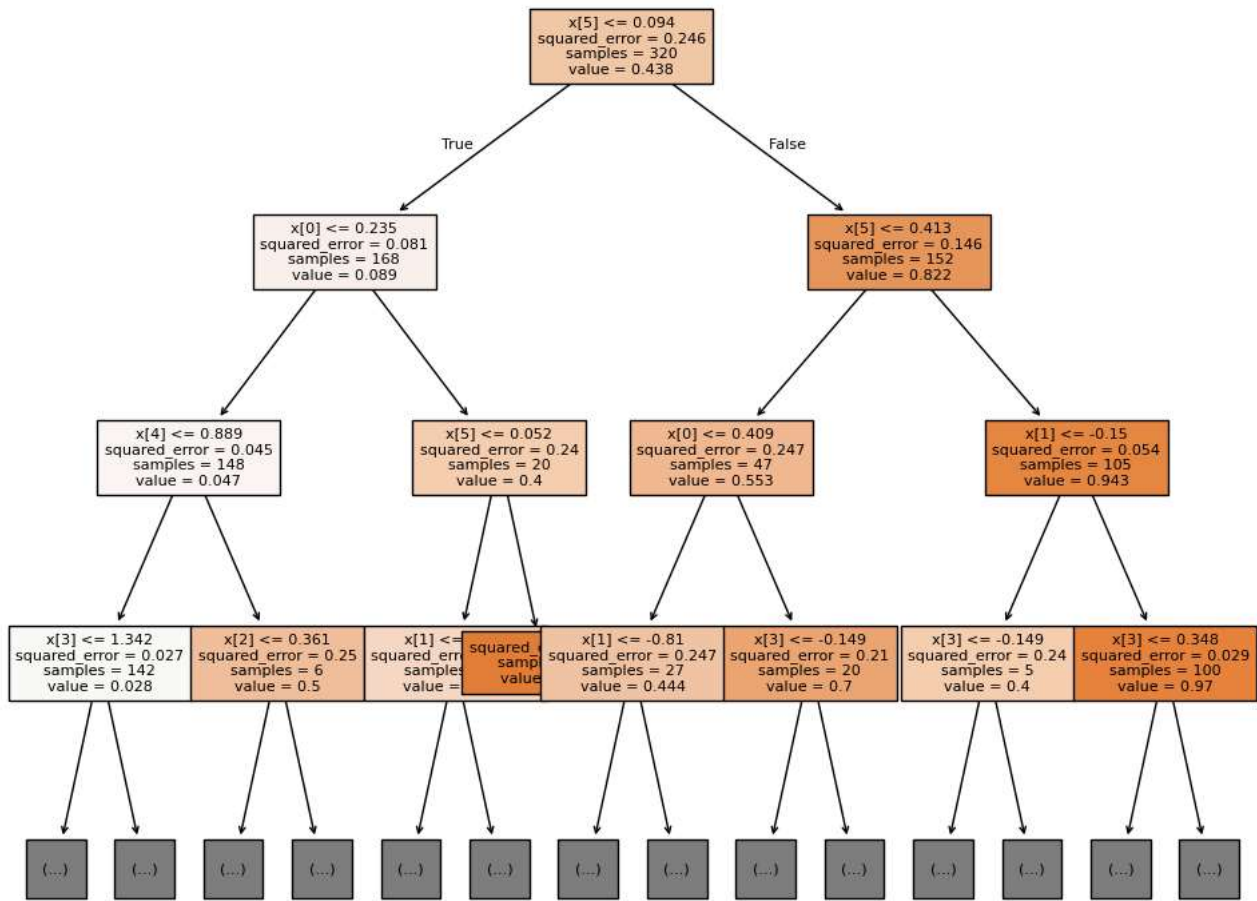 x[5] <= 0.094
squared_error = 0.246
samples = 320
value = 0.438
True
False
x[0] <= 0.235
squared_error = 0.081
samples = 168
value = 0.089
x[5] <= 0.413
squared_error = 0.146
samples = 152
value = 0.822
x[4] <= 0.889
squared_error = 0.045
samples = 148
value = 0.047
x[5] <= 0.052
squared_error = 0.24
samples = 20
value = 0.4
x[0] <= 0.409
squared_error = 0.247
samples = 47
value = 0.553
x[1] <= -0.15
squared_error = 0.054
samples = 105
value = 0.943
x[3] <= 1.342
squared_error = 0.027
samples = 142
value = 0.028
x[2] <= 0.361
squared_error = 0.25
samples = 6
value = 0.5
x[1] <=
value
x[1] <= -0.81
squared_error = 0.247
samples = 27
value = 0.444
x[3] <= -0.149
squared_error = 0.21
samples = 20
value = 0.7
x[3] <= -0.149
squared_error = 0.24
samples = 5
value = 0.4
x[3] <= 0.348
squared_error = 0.029
samples = 100
value = 0.97
(...)
(...)
(...)
(...)
(...)
(...)
(...)
(...)
(...)
(...)
(...)
(...)
(...)
(...)